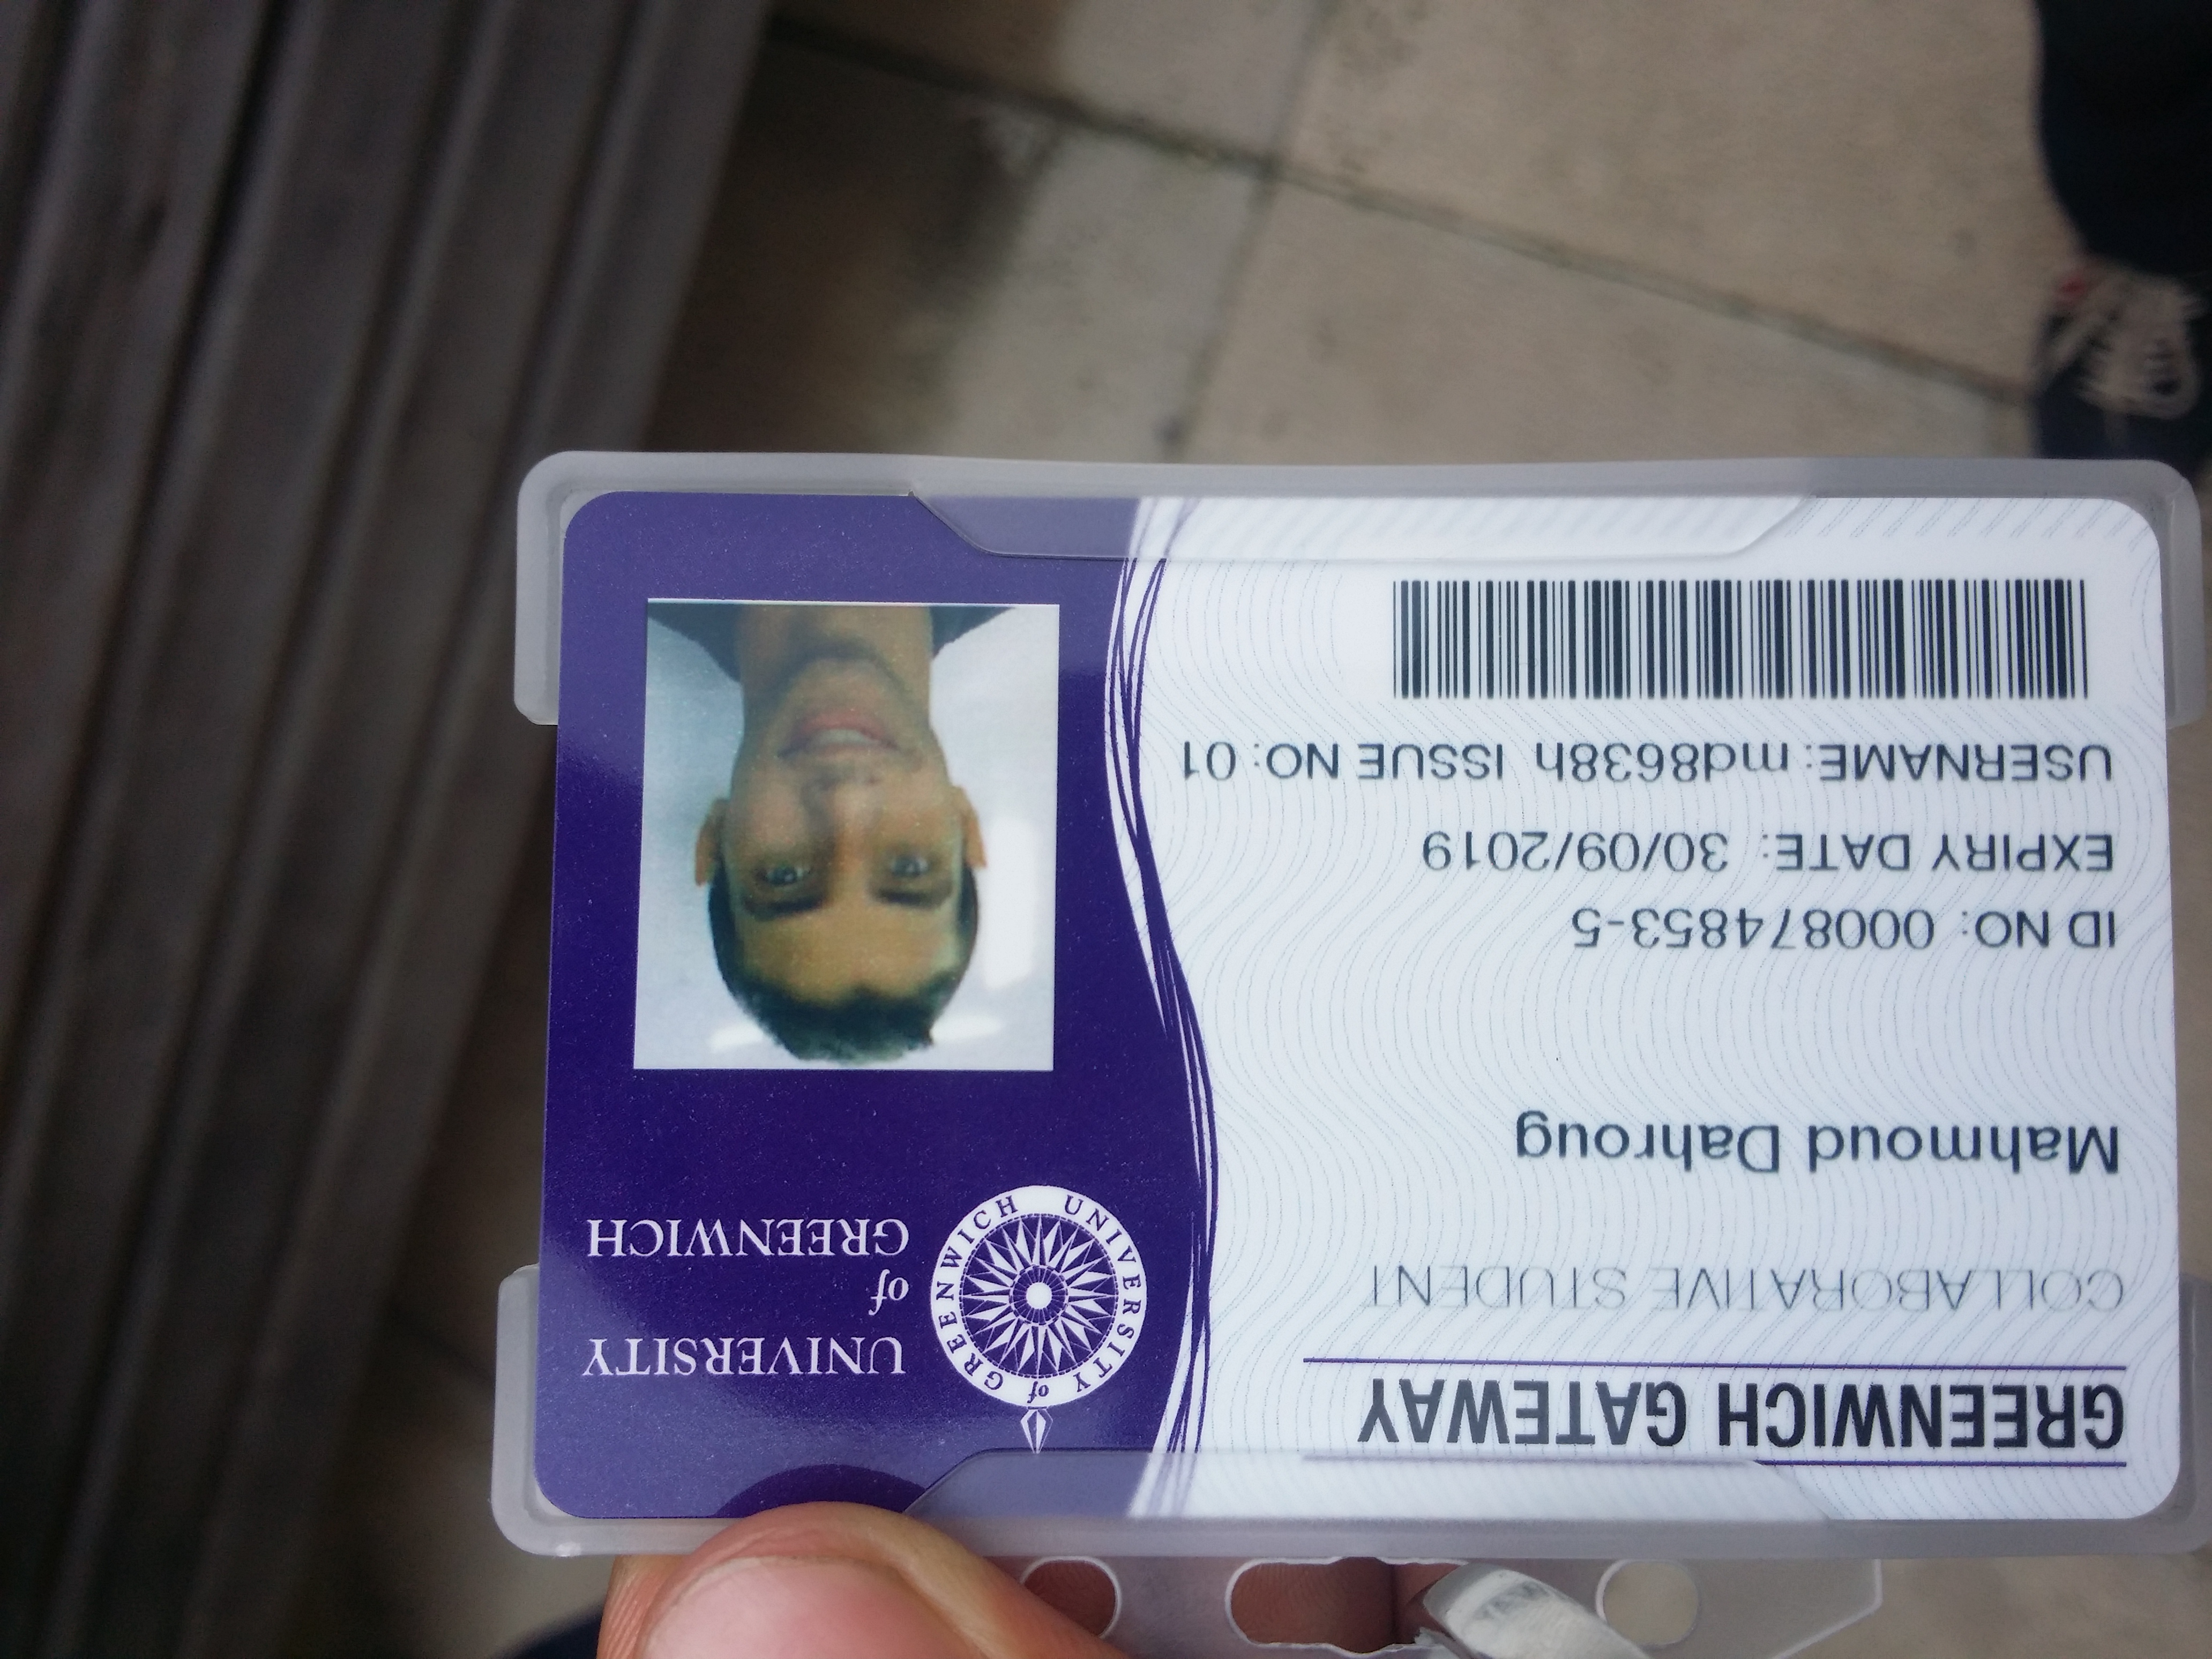 GREENWICH GATEWAY
COLLABORATIVE STUDENT
Mahmoud Dahroug
ID NO: 000874853-5
EXPIRY DATE: 30/09/2019
USERNAME: md8638h ISSUE NO: 01
UNIVERSITY of GREENWICH
UNIVERSITY
of
GREENWICH